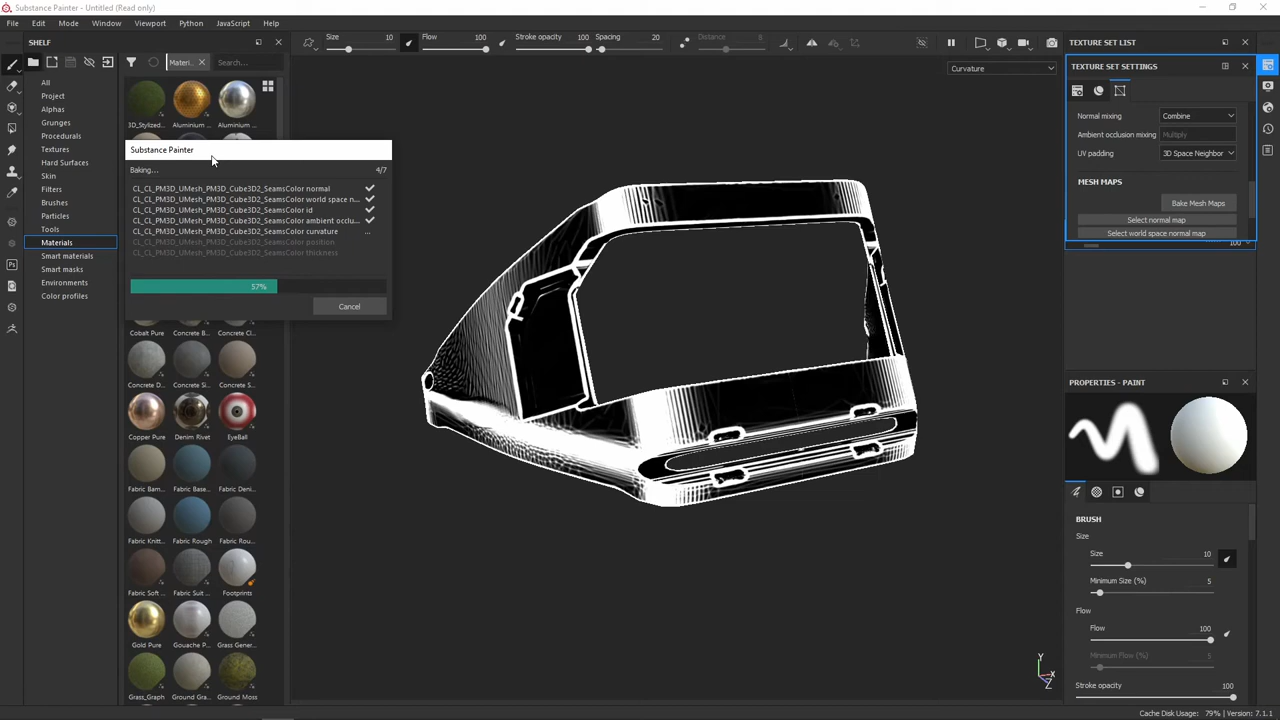 Substance Painter - Untitled (Read only)
File Edit Mode Window Viewport Python JavaScript Help
SHELF
Size 10 Flow 100 Stroke opacity 100 Spacing 20 Distance 8
Materi...
Search...
All
Project
Alphas
Grunges
Procedurals
Textures
Hard Surfaces
Skin
Filters
Brushes
Particles
Tools
Materials
Smart materials
Smart masks
Environments
Color profiles
3D_Stylized... Aluminium ... Aluminium ...
Substance Painter
Baking... 4/7
CL_CL_PM3D_UMesh_PM3D_Cube3D2_SeamsColor normal
CL_CL_PM3D_UMesh_PM3D_Cube3D2_SeamsColor world space n...
CL_CL_PM3D_UMesh_PM3D_Cube3D2_SeamsColor id
CL_CL_PM3D_UMesh_PM3D_Cube3D2_SeamsColor ambient occlu...
CL_CL_PM3D_UMesh_PM3D_Cube3D2_SeamsColor curvature ...
CL_CL_PM3D_UMesh_PM3D_Cube3D2_SeamsColor position
CL_CL_PM3D_UMesh_PM3D_Cube3D2_SeamsColor thickness
57%
Cancel
Cobalt Pure Concrete B... Concrete Cl...
Concrete D... Concrete Si... Concrete S...
Copper Pure Denim Rivet EyeBall
Fabric Bam... Fabric Base... Fabric Deni...
Fabric Knitt... Fabric Rough Fabric Rou...
Fabric Soft ... Fabric Suit ... Footprints
Gold Pure Gouache P... Grass Gener...
Grass_Graph Ground Gra... Ground Moss
Curvature
Y
X
Z
TEXTURE SET LIST
TEXTURE SET SETTINGS
Normal mixing Combine
Ambient occlusion mixing Multiply
UV padding 3D Space Neighbor
MESH MAPS
Bake Mesh Maps
Select normal map
Select world space normal map
100
PROPERTIES - PAINT
BRUSH
Size
Size 10
Minimum Size (%) 5
Flow
Flow 100
Minimum Flow (%) 5
Stroke opacity 100
Cache Disk Usage: 79% | Version: 7.1.1